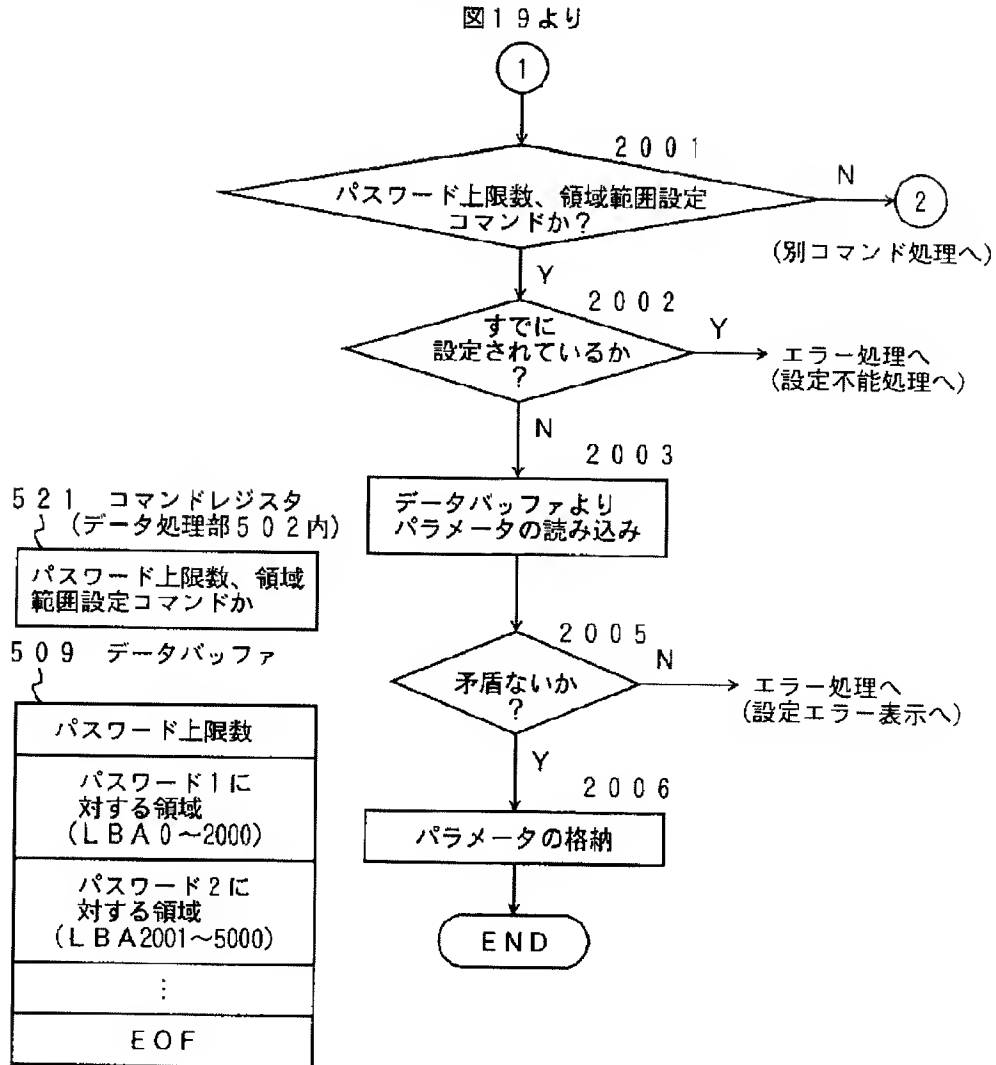 図19より
1
2001
パスワード上限数、領域範囲設定
コマンドか?
N
2
(別コマンド処理へ)
Y
2002
すでに
設定されているか
?
Y
エラー処理へ
(設定不能処理へ)
N
2003
データバッファより
パラメータの読み込み
2005
矛盾ないか
?
N
エラー処理へ
(設定エラー表示へ)
Y
2006
パラメータの格納
END
521 コマンドレジスタ
(データ処理部502内)
パスワード上限数、領域
範囲設定コマンドか
509 データバッファ
パスワード上限数
パスワード1に
対する領域
(LBA0~2000)
パスワード2に
対する領域
(LBA2001~5000)
⋮
EOF